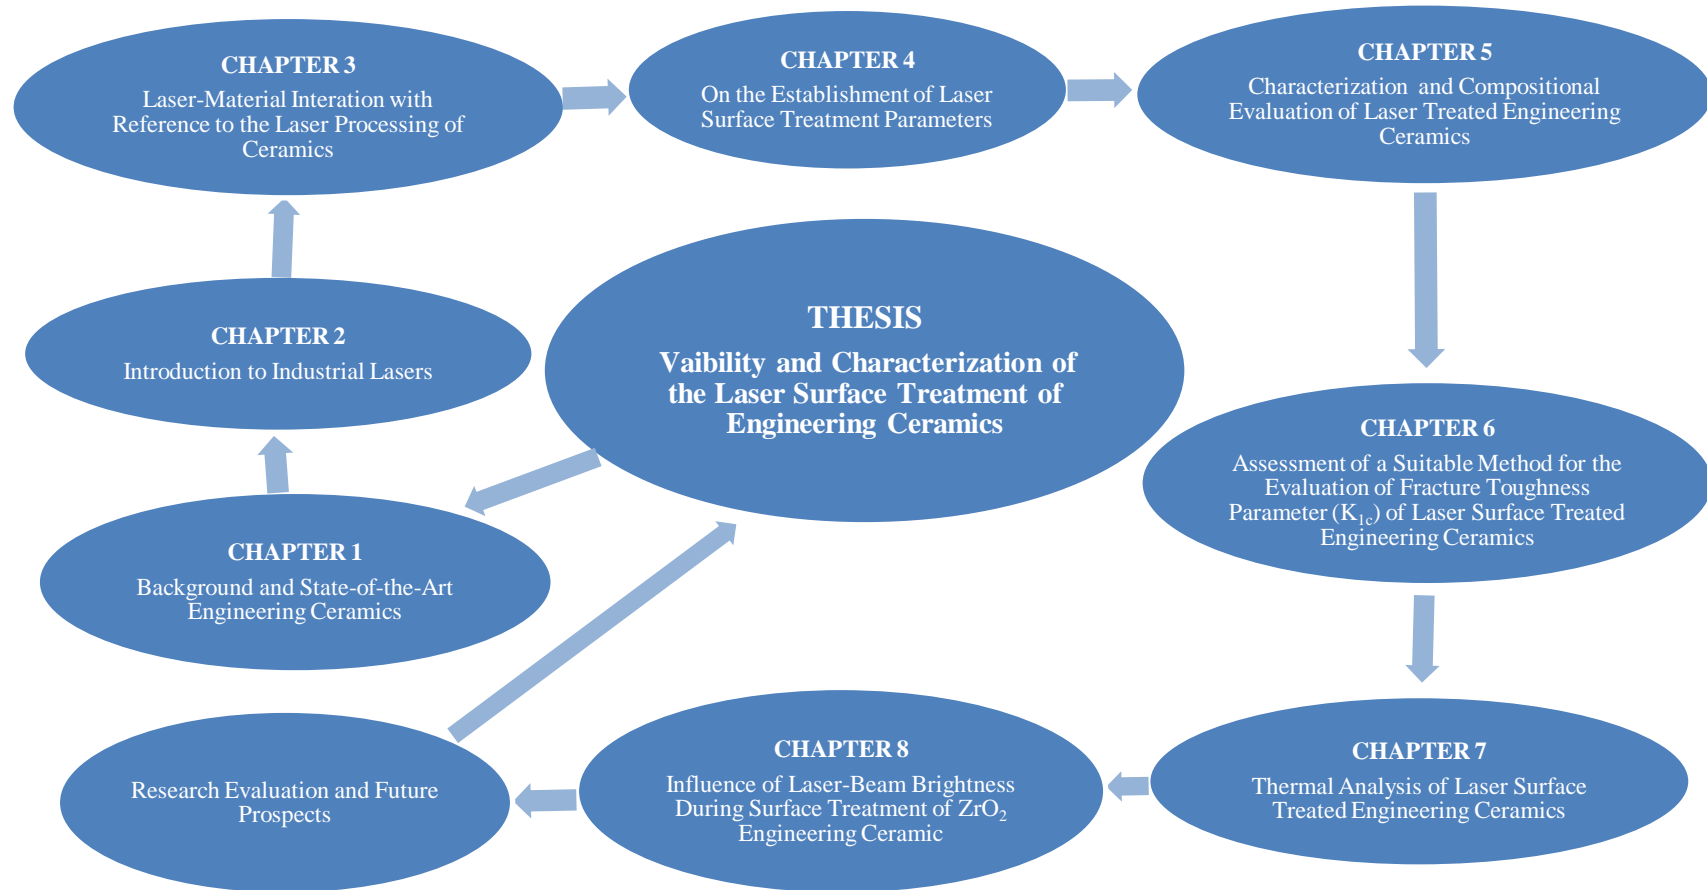 THESIS
Vaibility and Characterization of
the Laser Surface Treatment of
Engineering Ceramics
CHAPTER 1
Background and State-of-the-Art
Engineering Ceramics
CHAPTER 2
Introduction to Industrial Lasers
CHAPTER 3
Laser-Material Interation with
Reference to the Laser Processing of
Ceramics
CHAPTER 4
On the Establishment of Laser
Surface Treatment Parameters
CHAPTER 5
Characterization and Compositional
Evaluation of Laser Treated Engineering
Ceramics
CHAPTER 6
Assessment of a Suitable Method for the
Evaluation of Fracture Toughness
Parameter (K₁c) of Laser Surface Treated
Engineering Ceramics
CHAPTER 7
Thermal Analysis of Laser Surface
Treated Engineering Ceramics
CHAPTER 8
Influence of Laser-Beam Brightness
During Surface Treatment of ZrO₂
Engineering Ceramic
Research Evaluation and Future
Prospects